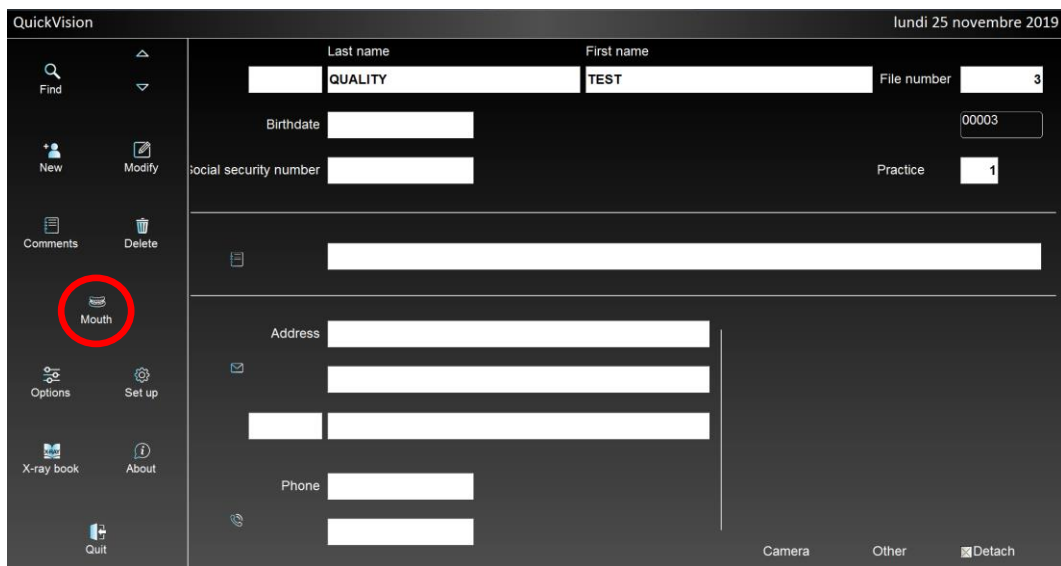 QuickVision
lundi 25 novembre 2019
Last name
First name
Find
QUALITY
TEST
File number
3
Birthdate
00003
New
Modify
Social security number
Practice
1
Comments
Delete
Mouth
Address
Options
Set up
X-RAY
X-ray book
About
Phone
Quit
Camera
Other
Detach